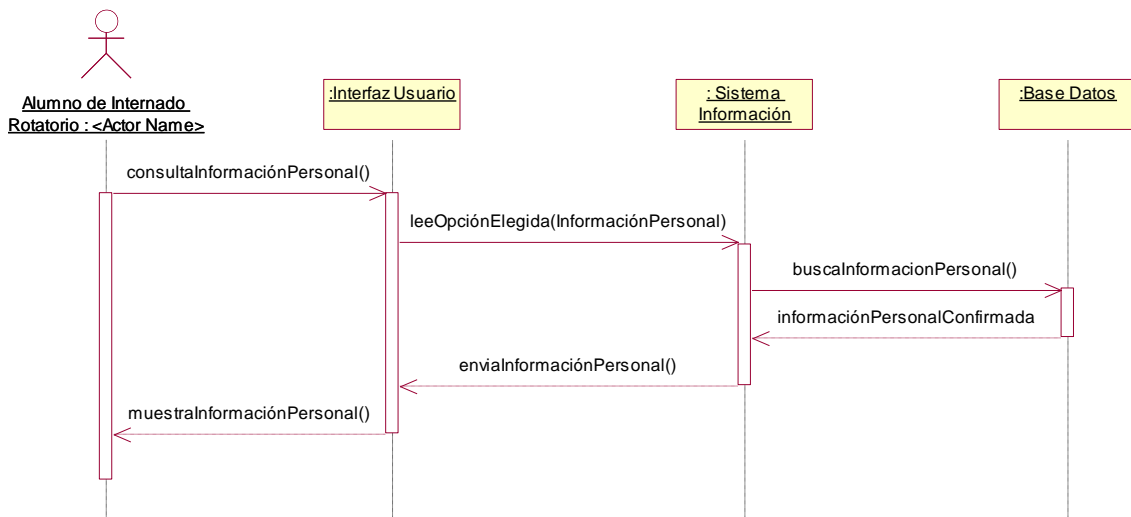 Alumno de Internado
Rotatorio : <Actor Name>
:Interfaz Usuario
: Sistema
Información
:Base Datos
consultaInformaciónPersonal()
leeOpciónElegida(InformaciónPersonal)
buscaInformacionPersonal()
informaciónPersonalConfirmada
enviaInformaciónPersonal()
muestraInformaciónPersonal()